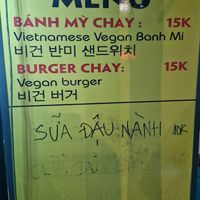 MENU
BÁNH MỲ CHAY : 15K
Vietnamese Vegan Banh Mi
비건 반미 샌드위치
BURGER CHAY: 15K
Vegan burger
비건 버거
SỮA ĐẬU NÀNH 10K